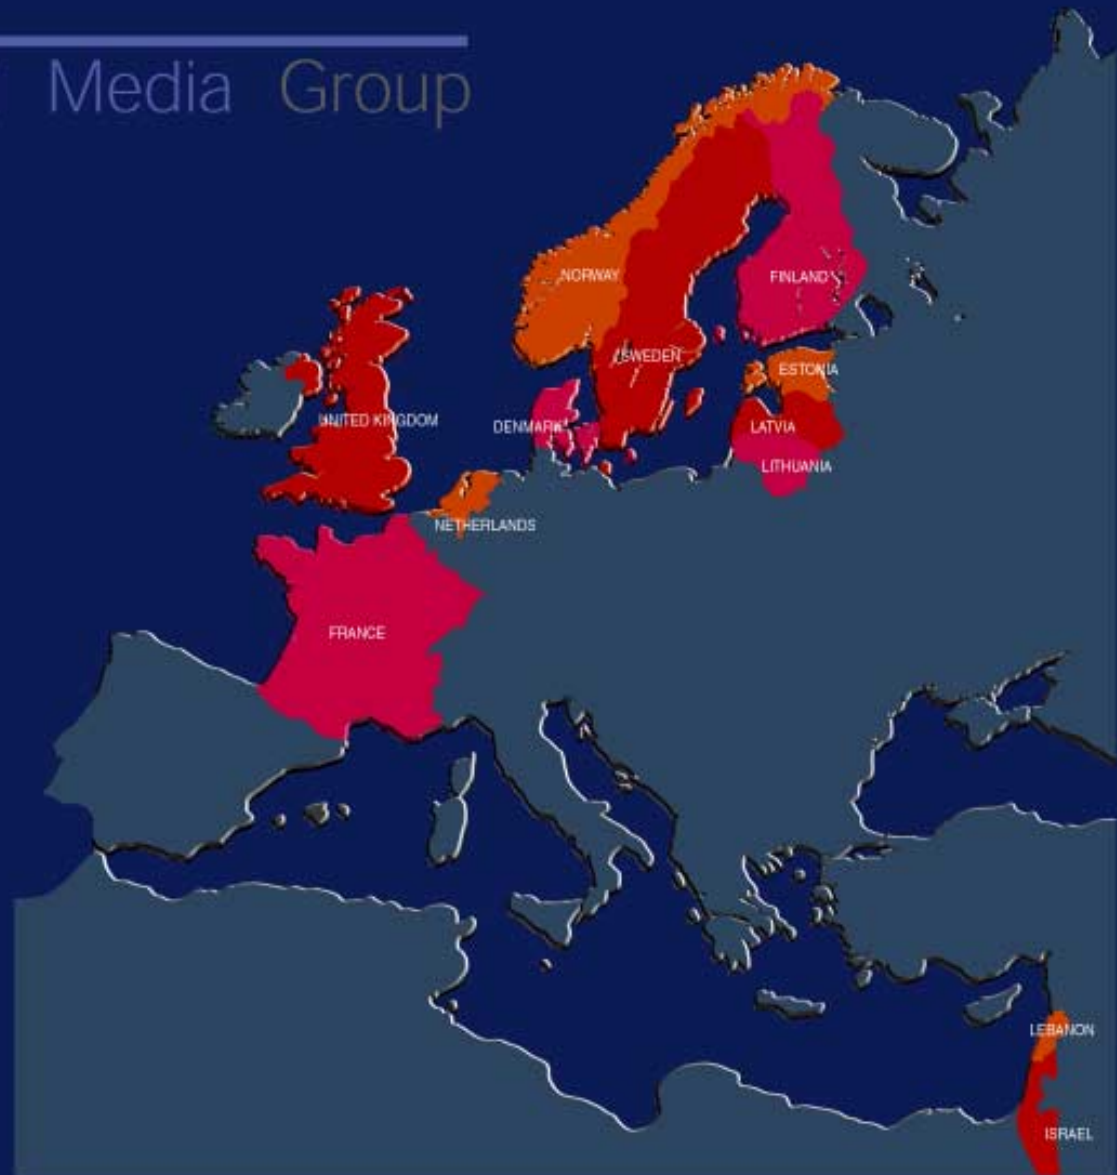 Media Group
NORWAY
FINLAND
SWEDEN
ESTONIA
UNITED KINGDOM
DENMARK
LATVIA
LITHUANIA
NETHERLANDS
FRANCE
LEBANON
ISRAEL